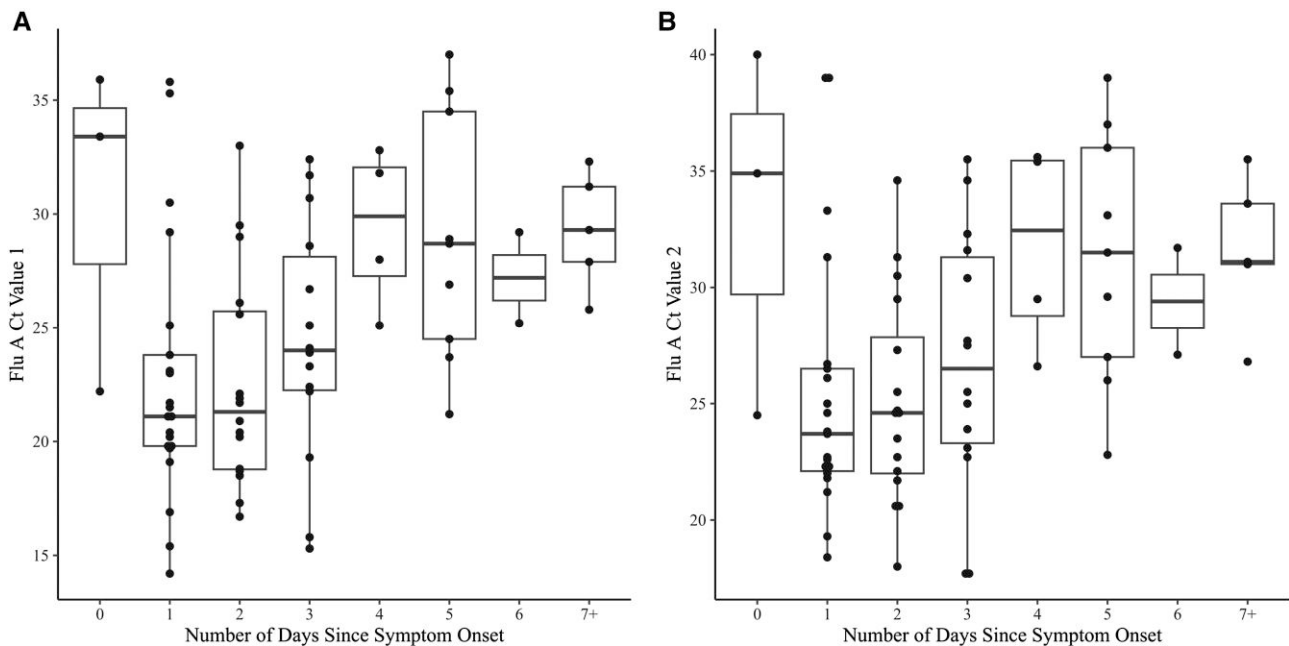 A
Flu A Ct Value 1
35
30
25
20
15
0 1 2 3 4 5 6 7+
Number of Days Since Symptom Onset
B
Flu A Ct Value 2
40
35
30
25
20
0 1 2 3 4 5 6 7+
Number of Days Since Symptom Onset